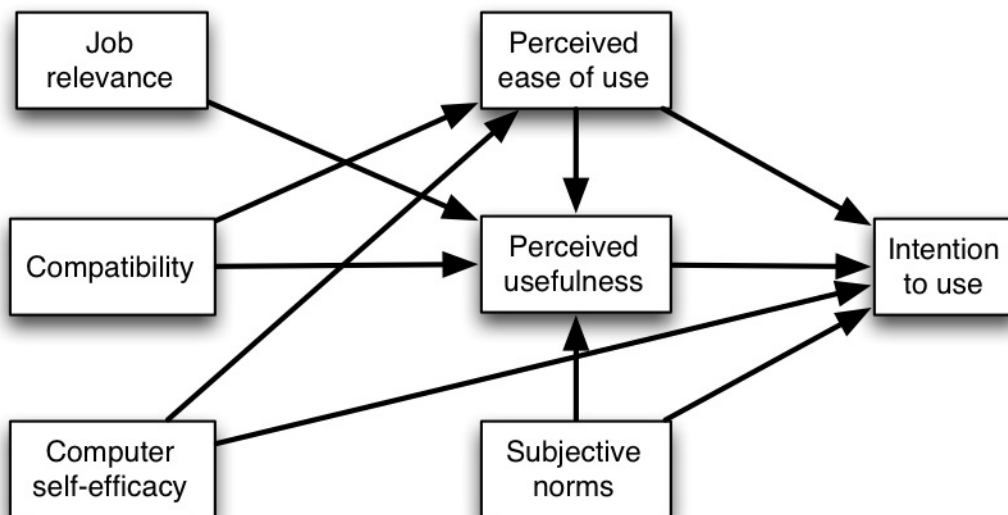 Job
relevance
Perceived
ease of use
Compatibility
Perceived
usefulness
Intention
to use
Computer
self-efficacy
Subjective
norms